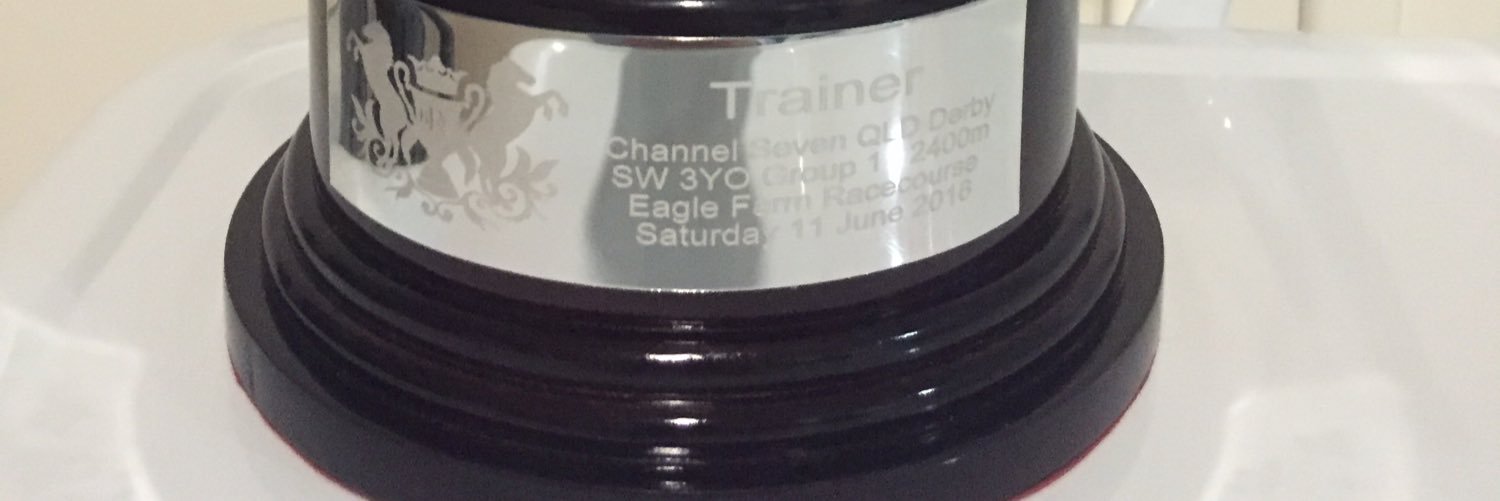 Trainer
Channel Seven QLD Derby
SW 3YO Group 1 2400m
Eagle Farm Racecourse
Saturday 11 June 2016